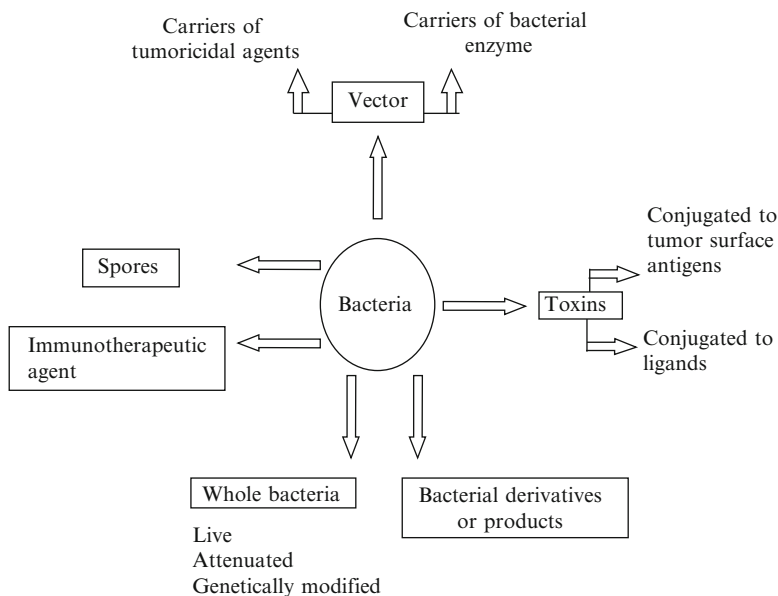 Carriers of
tumoricidal agents
Carriers of bacterial
enzyme
Vector
Spores
Immunotherapeutic
agent
Bacteria
Toxins
Conjugated to
tumor surface
antigens
Conjugated to
ligands
Whole bacteria
Live
Attenuated
Genetically modified
Bacterial derivatives
or products